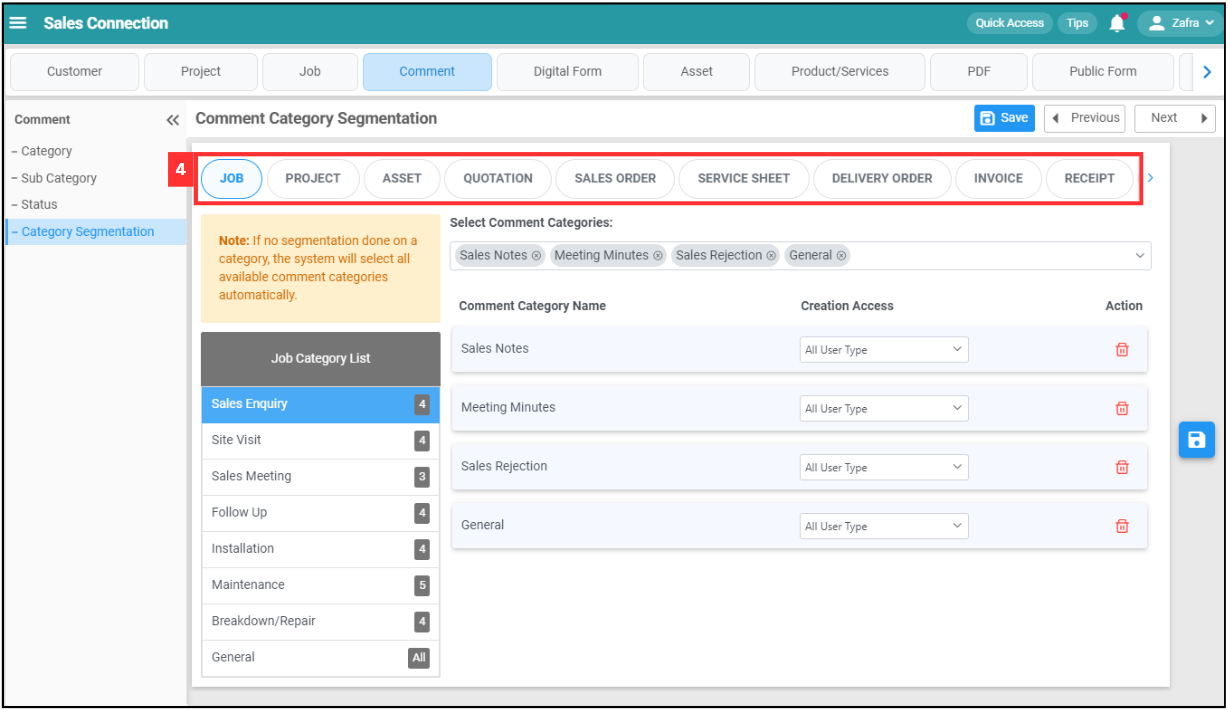 Sales Connection
Quick Access
Tips
Zafra
Customer
Project
Job
Comment
Digital Form
Asset
Product/Services
PDF
Public Form
Comment
– Category
– Sub Category
– Status
– Category Segmentation
Comment Category Segmentation
Save
Previous
Next
4
JOB
PROJECT
ASSET
QUOTATION
SALES ORDER
SERVICE SHEET
DELIVERY ORDER
INVOICE
RECEIPT
Note: If no segmentation done on a
category, the system will select all
available comment categories
automatically.
Job Category List
Sales Enquiry 4
Site Visit 4
Sales Meeting 3
Follow Up 4
Installation 4
Maintenance 5
Breakdown/Repair 4
General All
Select Comment Categories:
Sales Notes Meeting Minutes Sales Rejection General
Comment Category Name Creation Access Action
Sales Notes All User Type
Meeting Minutes All User Type
Sales Rejection All User Type
General All User Type